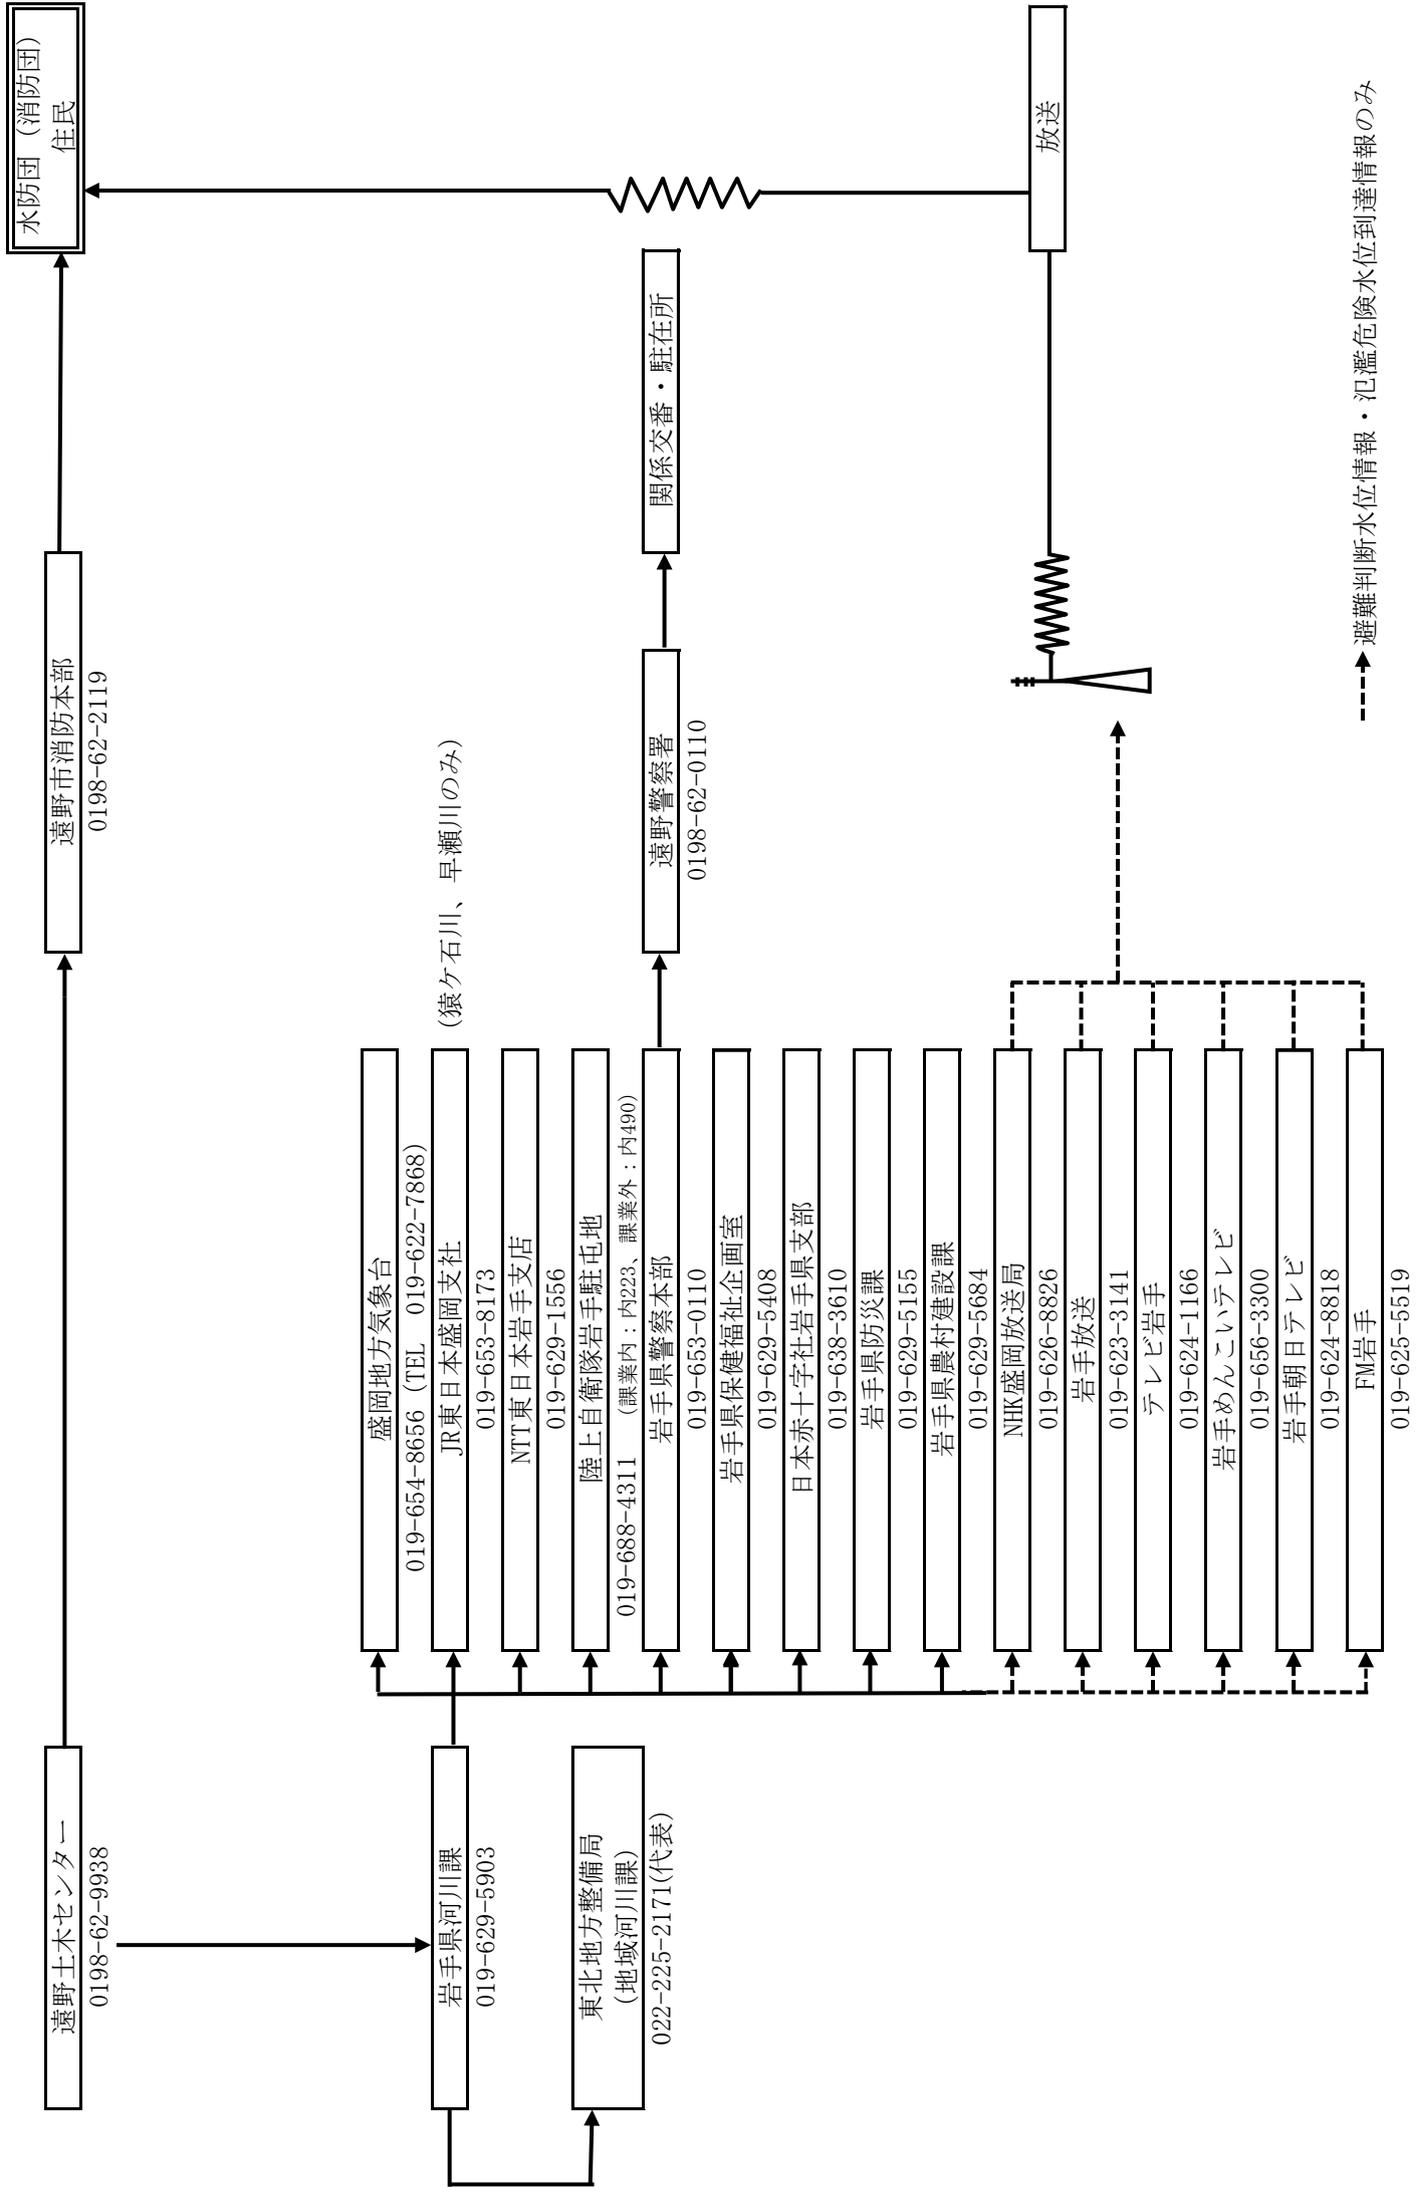 遠野土木センター
0198-62-9938
遠野市消防本部
0198-62-2119
水防団（消防団）
住民
岩手県河川課
019-629-5903
東北地方整備局
(地域河川課)
022-225-2171(代表)
盛岡地方気象台
019-654-8656（TEL　019-622-7868）
JR東日本盛岡支社
(猿ケ石川、早瀬川のみ)
019-653-8173
NTT東日本岩手支店
019-629-1556
陸上自衛隊岩手駐屯地
019-688-4311　（課業内：内223、課業外：内490）
岩手県警察本部
019-653-0110
遠野警察署
0198-62-0110
関係交番・駐在所
岩手県保健福祉企画室
019-629-5408
日本赤十字社岩手県支部
019-638-3610
岩手県防災課
019-629-5155
岩手県農村建設課
019-629-5684
NHK盛岡放送局
019-626-8826
岩手放送
019-623-3141
テレビ岩手
019-624-1166
岩手めんこいテレビ
019-656-3300
岩手朝日テレビ
019-624-8818
FM岩手
019-625-5519
放送
避難判断水位情報・氾濫危険水位到達情報のみ